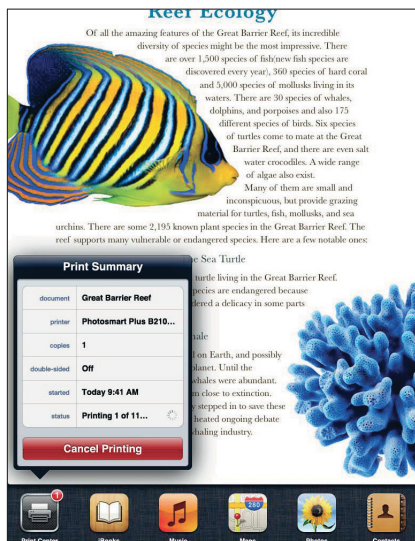 Reef Ecology
Of all the amazing features of the Great Barrier Reef, its incredible
diversity of species might be the most impressive. There
are over 1,500 species of fish(new fish species are
discovered every year), 360 species of hard coral
and 5,000 species of mollusks living in its
waters. There are 30 species of whales,
dolphins, and porpoises and also 175
different species of birds. Six species
of turtles come to mate at the Great
Barrier Reef, and there are even salt
water crocodiles. A wide range
of algae also exist.
Many of them are small and
inconspicuous, but provide grazing
material for turtles, fish, mollusks, and sea
urchins. There are some 2,195 known plant species in the Great Barrier Reef. The
reef supports many vulnerable or endangered species. Here are a few notable ones:
Sea Turtle
turtle living in the Great Barrier Reef.
species are endangered because
a delicacy in some parts
on Earth, and possibly
planet. Until the
whales were abundant.
close to extinction.
stepped in to save these
heated ongoing debate
whaling industry.
Print Summary
document Great Barrier Reef
printer Photosmart Plus B210...
copies 1
double-sided Off
started Today 9:41 AM
status Printing 1 of 11...
Cancel Printing
1
280
Print Center iBooks Music Maps Photos Contacts